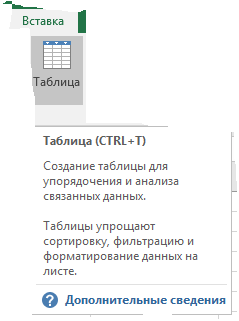 Вставка
Таблица
Таблица (CTRL+T)
Создание таблицы для
упорядочения и анализа
связанных данных.
Таблицы упрощают
сортировку, фильтрацию и
форматирование данных на
листе.
? Дополнительные сведения